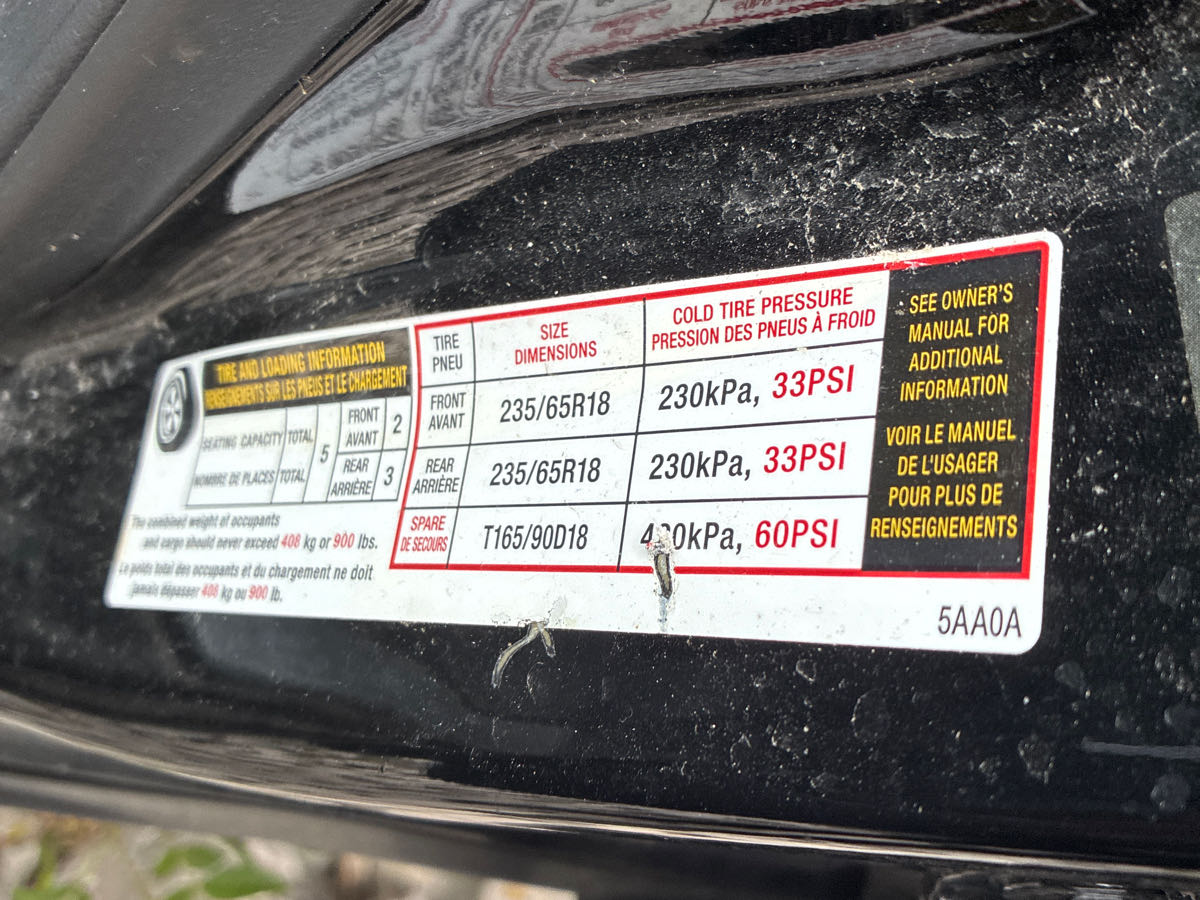 TIRE AND LOADING INFORMATION
RENSEIGNEMENTS SUR LES PNEUS ET LE CHARGEMENT
SEATING CAPACITY TOTAL 5 FRONT AVANT 2
NOMBRE DE PLACES TOTAL REAR ARRIÈRE 3
The combined weight of occupants
and cargo should never exceed 408 kg or 900 lbs.
Le poids total des occupants et du chargement ne doit
jamais dépasser 408 kg ou 900 lb.
TIRE PNEU SIZE DIMENSIONS COLD TIRE PRESSURE PRESSION DES PNEUS À FROID
FRONT AVANT 235/65R18 230kPa, 33PSI
REAR ARRIÈRE 235/65R18 230kPa, 33PSI
SPARE DE SECOURS T165/90D18 kPa, 60PSI
SEE OWNER'S
MANUAL FOR
ADDITIONAL
INFORMATION
VOIR LE MANUEL
DE L'USAGER
POUR PLUS DE
RENSEIGNEMENTS
5AA0A